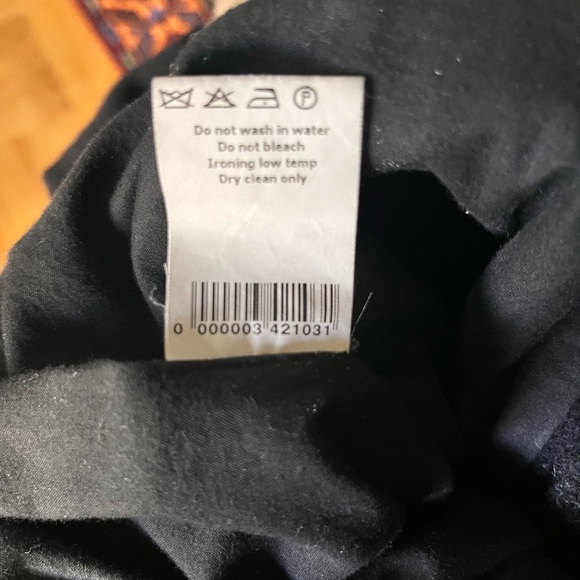 P
Do not wash in water
Do not bleach
Ironing low temp
Dry clean only
0 000003 421031